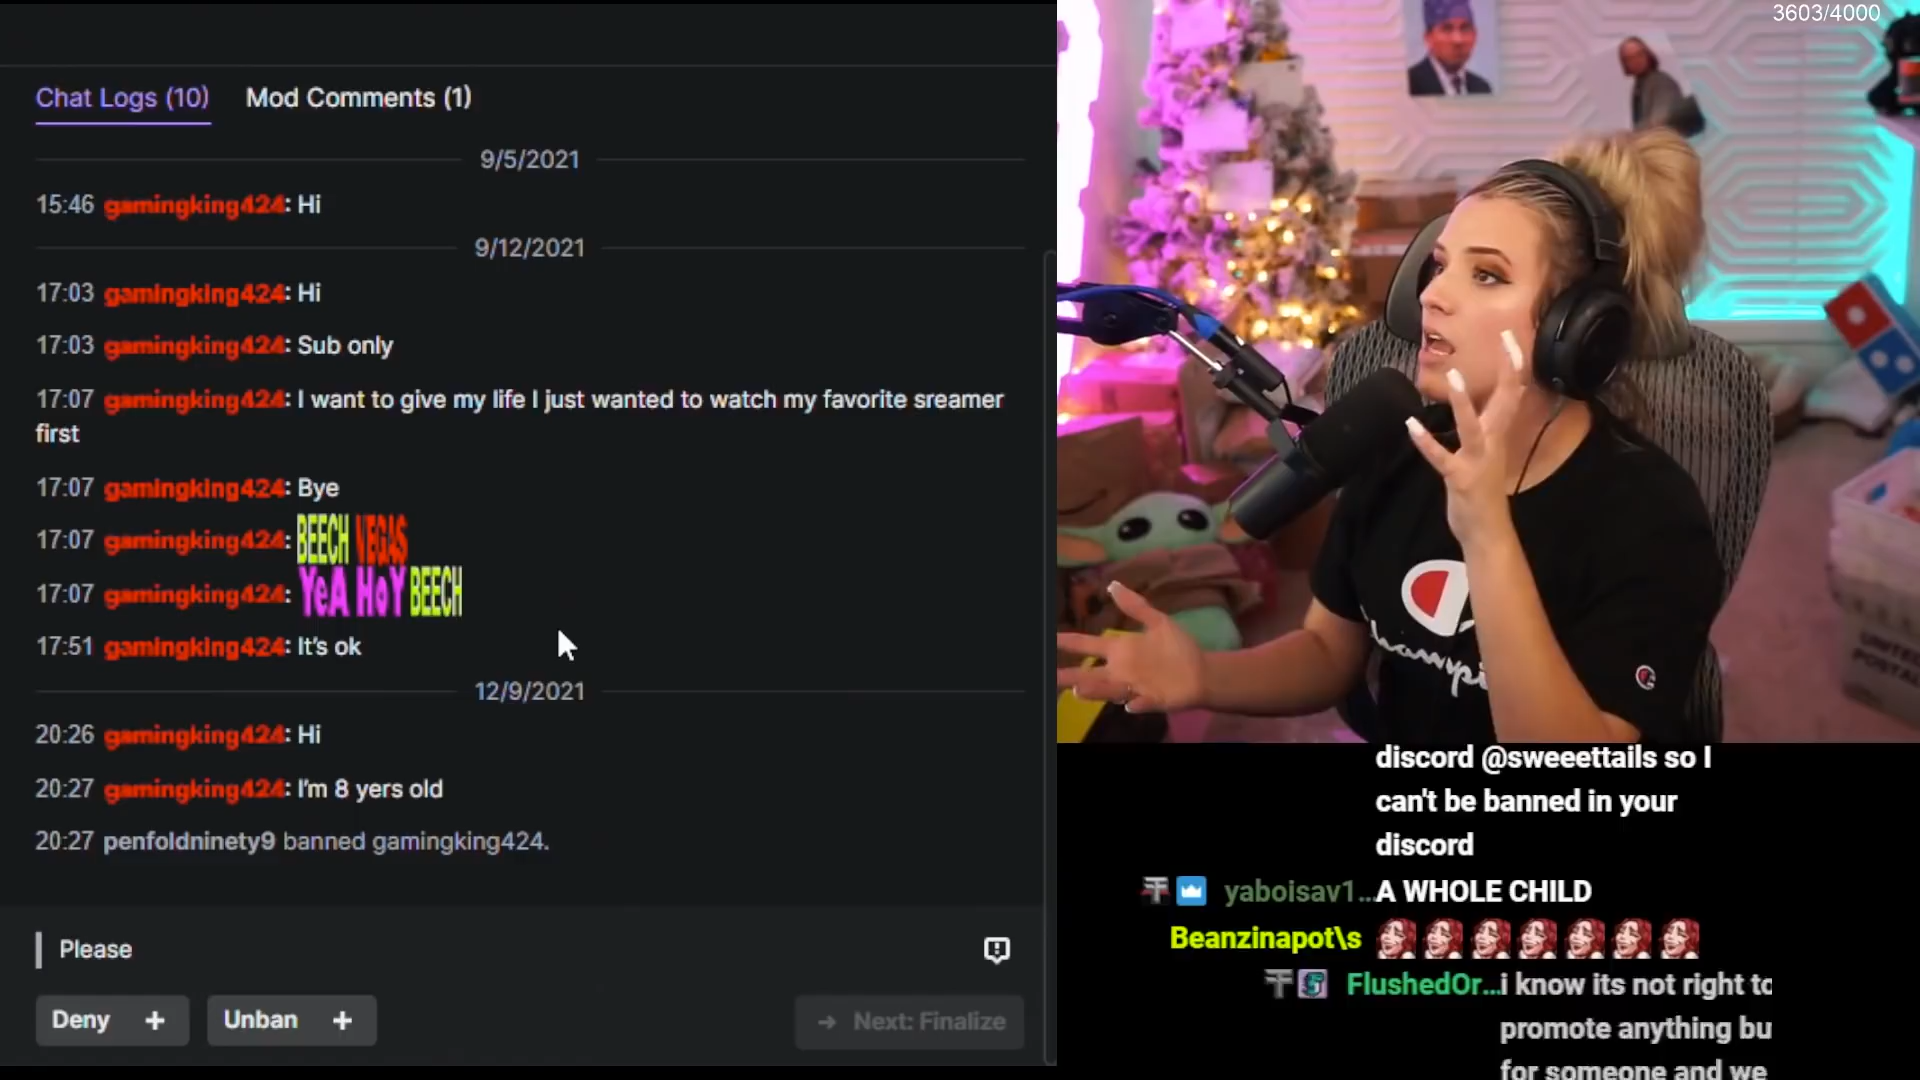 3603/4000
Chat Logs (10) Mod Comments (1)
9/5/2021
15:46 gamingking424: Hi
9/12/2021
17:03 gamingking424: Hi
17:03 gamingking424: Sub only
17:07 gamingking424: I want to give my life I just wanted to watch my favorite sreamer
first
17:07 gamingking424: Bye
17:07 gamingking424: BEECH VEGAS
17:07 gamingking424: YeA HoY BEECH
17:51 gamingking424: It's ok
12/9/2021
20:26 gamingking424: Hi
20:27 gamingking424: I'm 8 yers old
20:27 penfoldninety9 banned gamingking424.
Please
Deny + Unban + → Next: Finalize
Champi
UNITED
POSTAL
discord @sweeettails so I
can't be banned in your
discord
yaboisav1... A WHOLE CHILD
Beanzinapot\s
FlushedOr... i know its not right to
promote anything bu
for someone and we